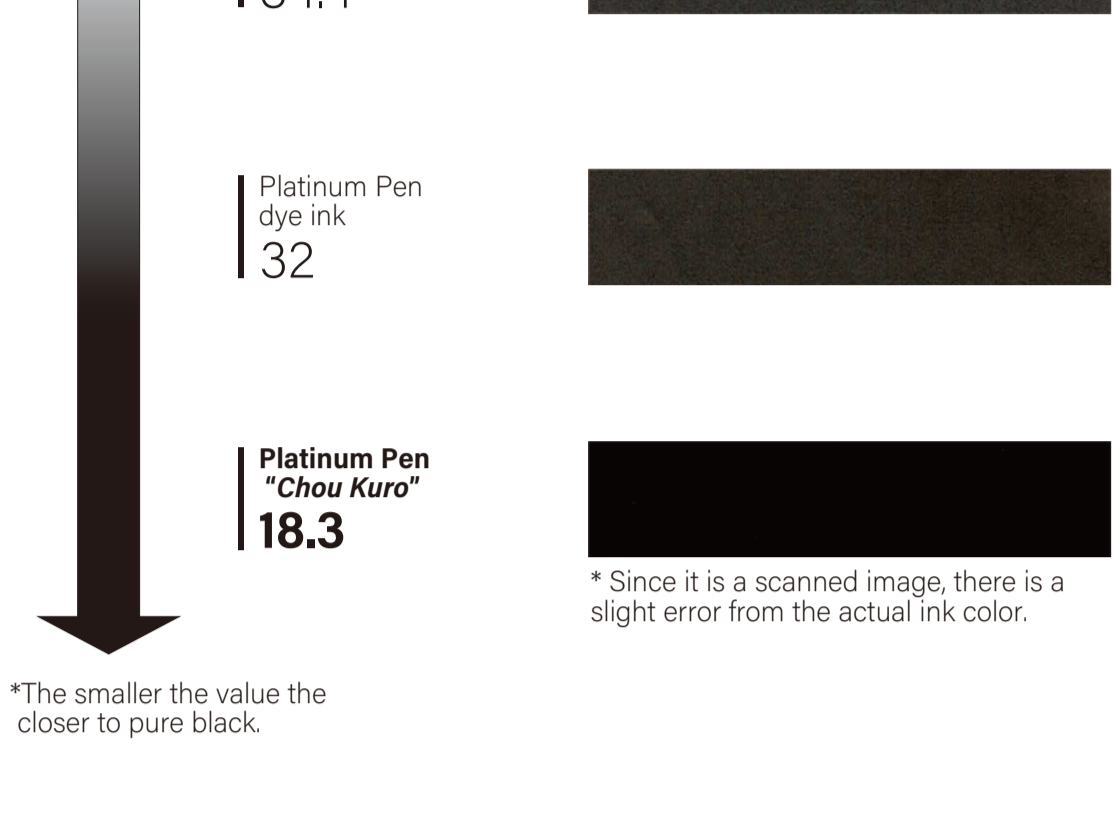 Platinum Pen
dye ink
32
Platinum Pen
"Chou Kuro"
18.3
* Since it is a scanned image, there is a
slight error from the actual ink color.
*The smaller the value the
closer to pure black.